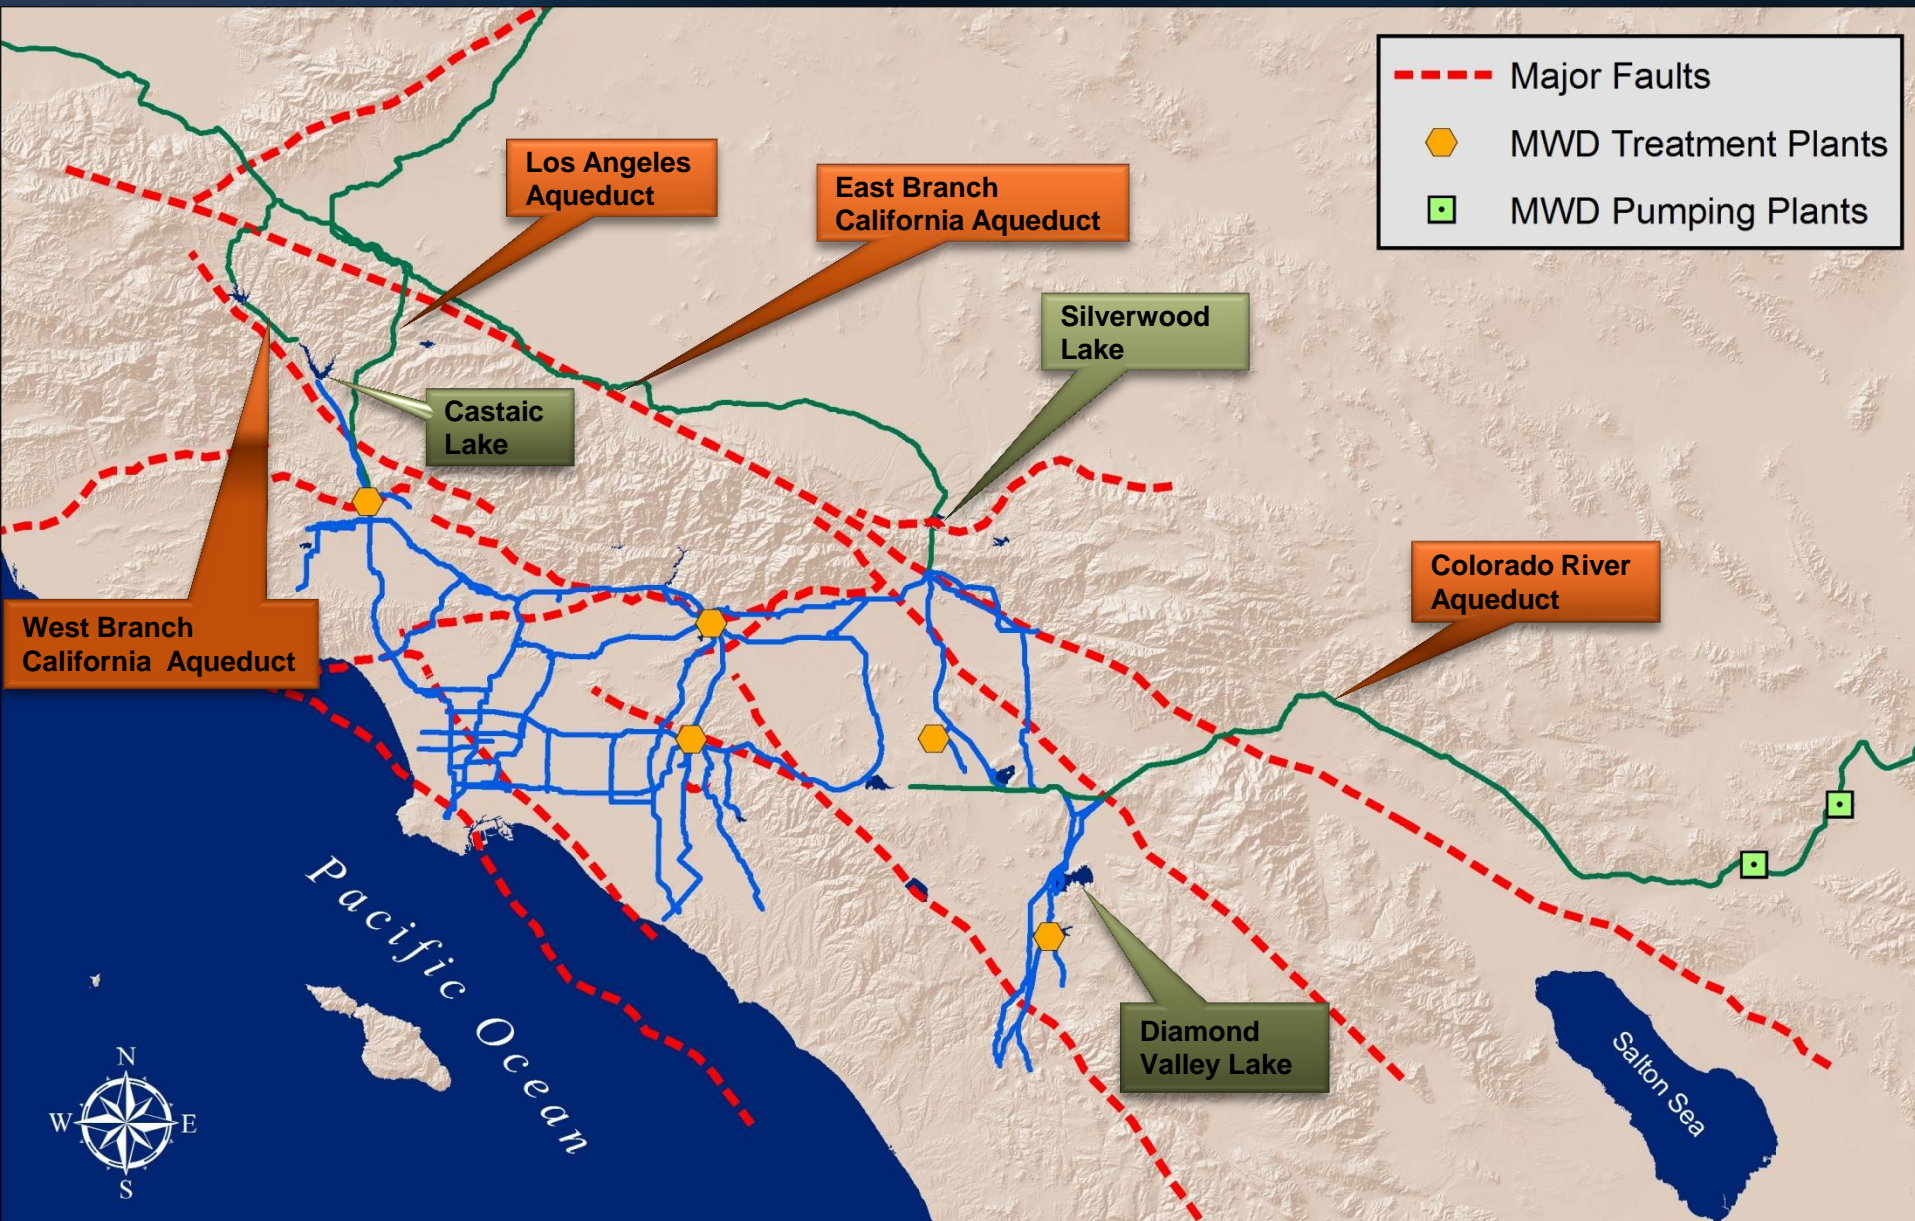 Major Faults
MWD Treatment Plants
MWD Pumping Plants
Los Angeles
Aqueduct
East Branch
California Aqueduct
Silverwood
Lake
Castaic
Lake
Colorado River
Aqueduct
West Branch
California  Aqueduct
Pacific Ocean
Diamond
Valley Lake
Salton Sea
N
W
E
S